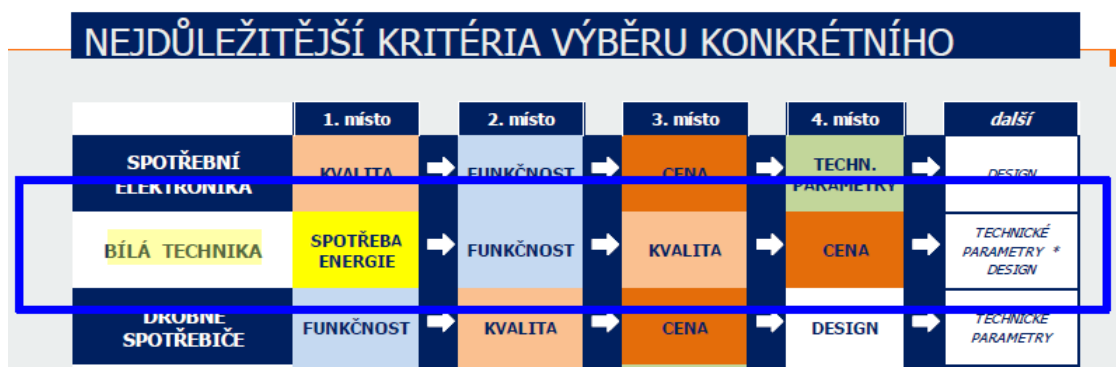 NEJDŮLEŽITĚJŠÍ KRITÉRIA VÝBĚRU KONKRÉTNÍHO
1. místo 2. místo 3. místo 4. místo další
SPOTŘEBNÍ
ELEKTRONIKA
KVALITA FUNKČNOST CENA
TECHN.
PARAMETRY
DESIGN
BÍLÁ TECHNIKA
SPOTŘEBA
ENERGIE
FUNKČNOST KVALITA CENA
TECHNICKÉ
PARAMETRY *
DESIGN
DROBNÉ
SPOTŘEBIČE
FUNKČNOST KVALITA CENA DESIGN
TECHNICKÉ
PARAMETRY